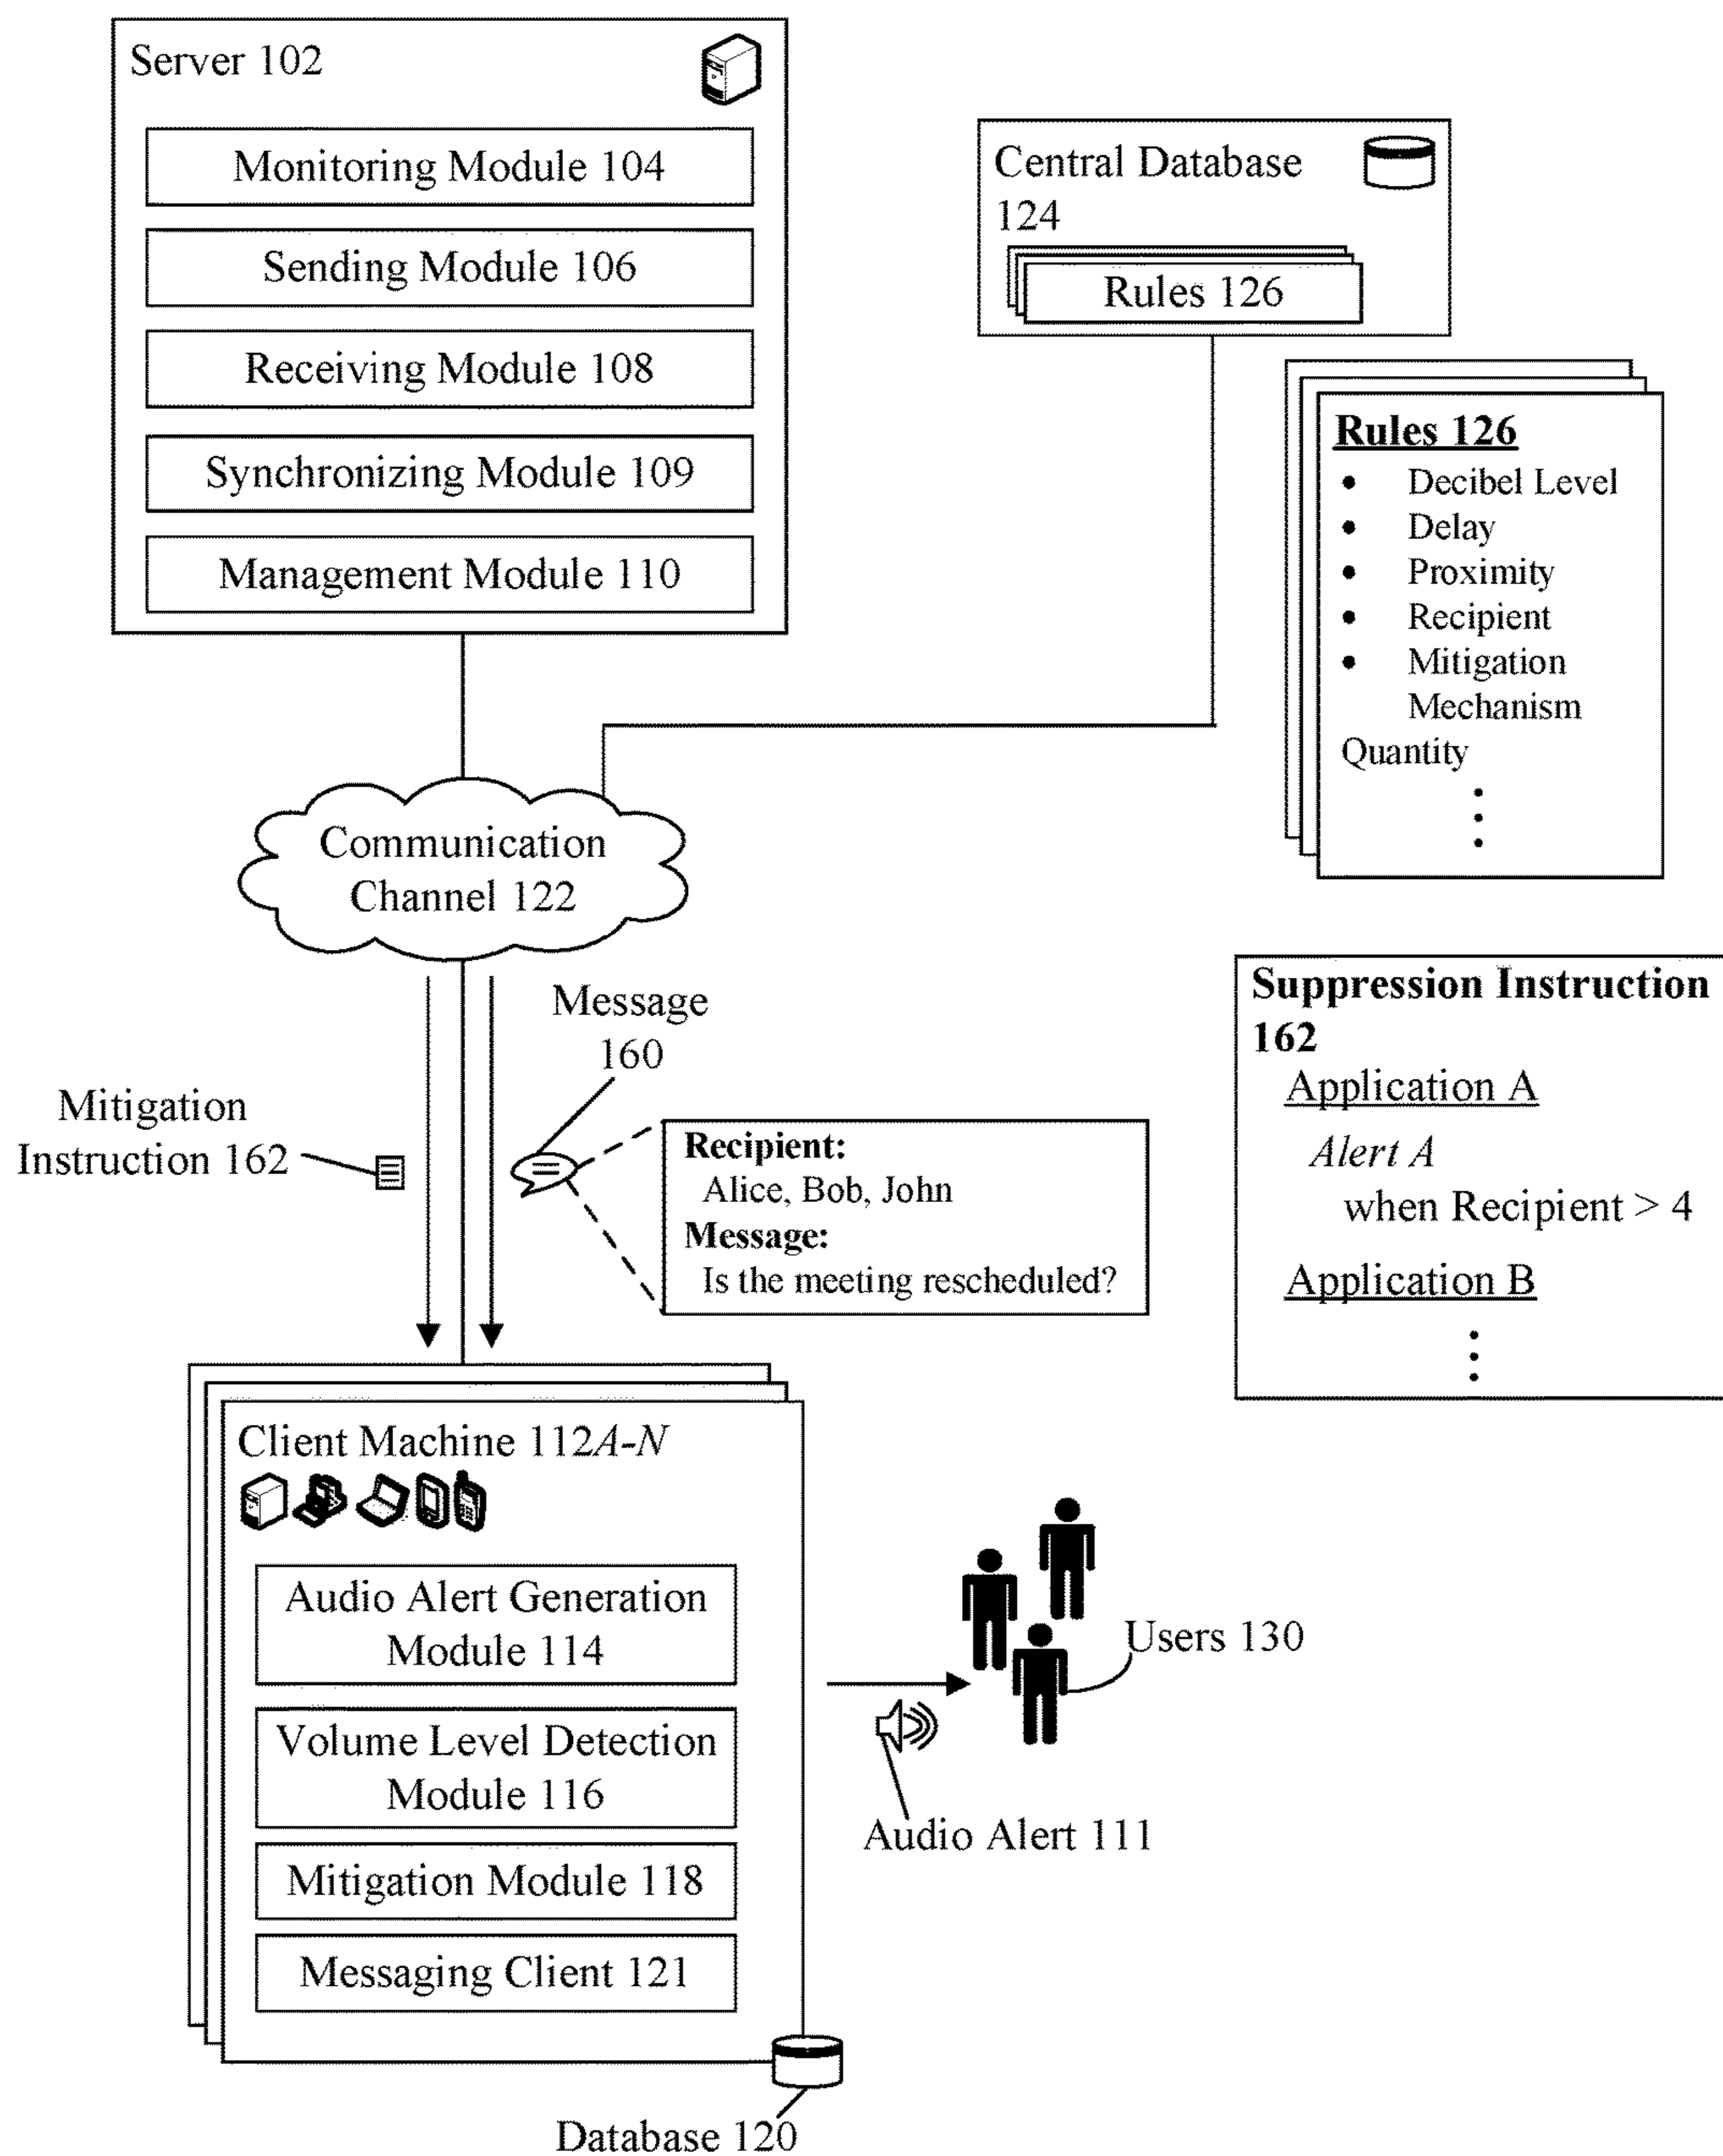 Server 102
Monitoring Module 104
Sending Module 106
Receiving Module 108
Synchronizing Module 109
Management Module 110
Central Database
124
Rules 126
Rules 126
• Decibel Level
• Delay
• Proximity
• Recipient
• Mitigation
Mechanism
Quantity
Communication
Channel 122
Message
160
Mitigation
Instruction 162
Recipient:
Alice, Bob, John
Message:
Is the meeting rescheduled?
Suppression Instruction
162
Application A
Alert A
when Recipient > 4
Application B
Client Machine 112A-N
Audio Alert Generation
Module 114
Volume Level Detection
Module 116
Mitigation Module 118
Messaging Client 121
Users 130
Audio Alert 111
Database 120